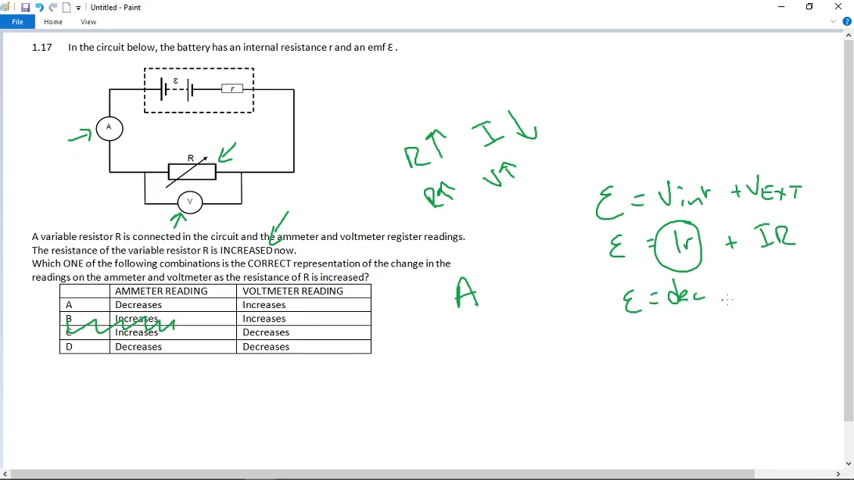 Untitled - Paint
File Home View
1.17 In the circuit below, the battery has an internal resistance r and an emf Ɛ .
ε
r
A
R
V
R↑ I↓
R↑ V↑
Ɛ = Vint + VExT
Ɛ = Ir + IR
Ɛ = dec
A variable resistor R is connected in the circuit and the ammeter and voltmeter register readings.
The resistance of the variable resistor R is INCREASED now.
Which ONE of the following combinations is the CORRECT representation of the change in the
readings on the ammeter and voltmeter as the resistance of R is increased?
AMMETER READING VOLTMETER READING
A Decreases Increases
B Increases Increases
C Increases Decreases
D Decreases Decreases
A